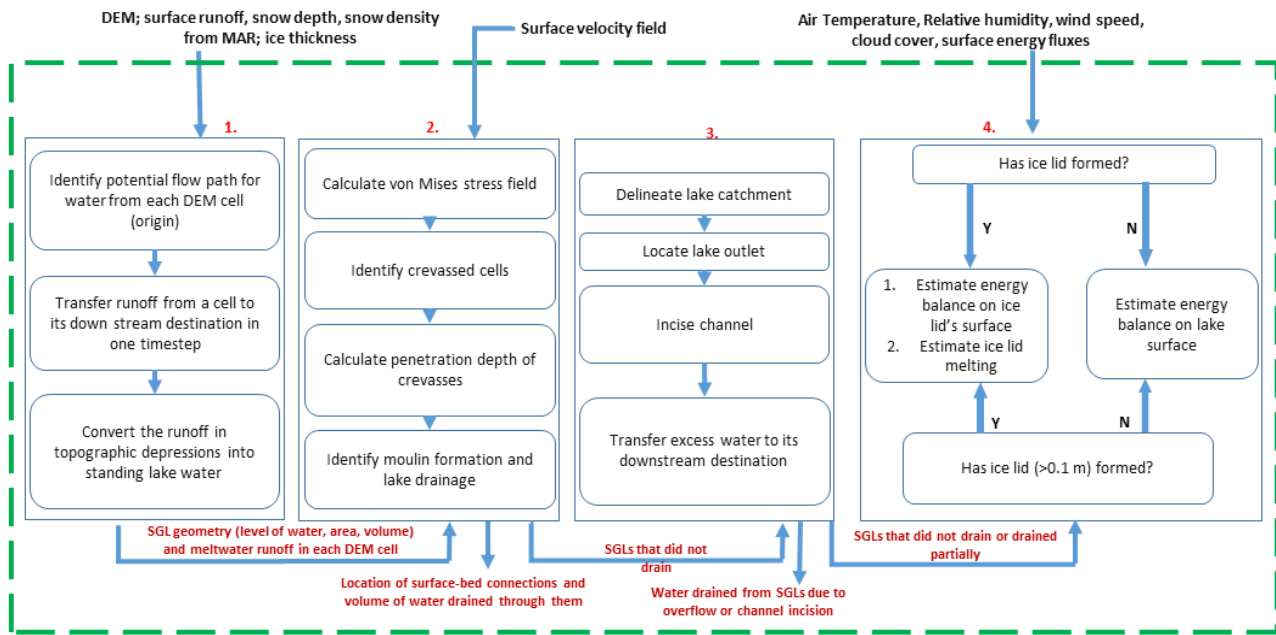 DEM; surface runoff, snow depth, snow density
from MAR; ice thickness
Surface velocity field
Air Temperature, Relative humidity, wind speed,
cloud cover, surface energy fluxes
1.
Identify potential flow path for
water from each DEM cell
(origin)
Transfer runoff from a cell to
its down stream destination in
one timestep
Convert the runoff in
topographic depressions into
standing lake water
2.
Calculate von Mises stress field
Identify crevassed cells
Calculate penetration depth of
crevasses
Identify moulin formation and
lake drainage
3.
Delineate lake catchment
Locate lake outlet
Incise channel
Transfer excess water to its
downstream destination
4.
Has ice lid formed?
Y
N
1. Estimate energy
balance on ice
lid's surface
2. Estimate ice lid
melting
Estimate energy
balance on lake
surface
Y
N
Has ice lid (>0.1 m) formed?
SGL geometry (level of water, area, volume)
and meltwater runoff in each DEM cell
Location of surface-bed connections and
volume of water drained through them
SGLs that did not
drain
Water drained from SGLs due to
overflow or channel incision
SGLs that did not drain or drained
partially